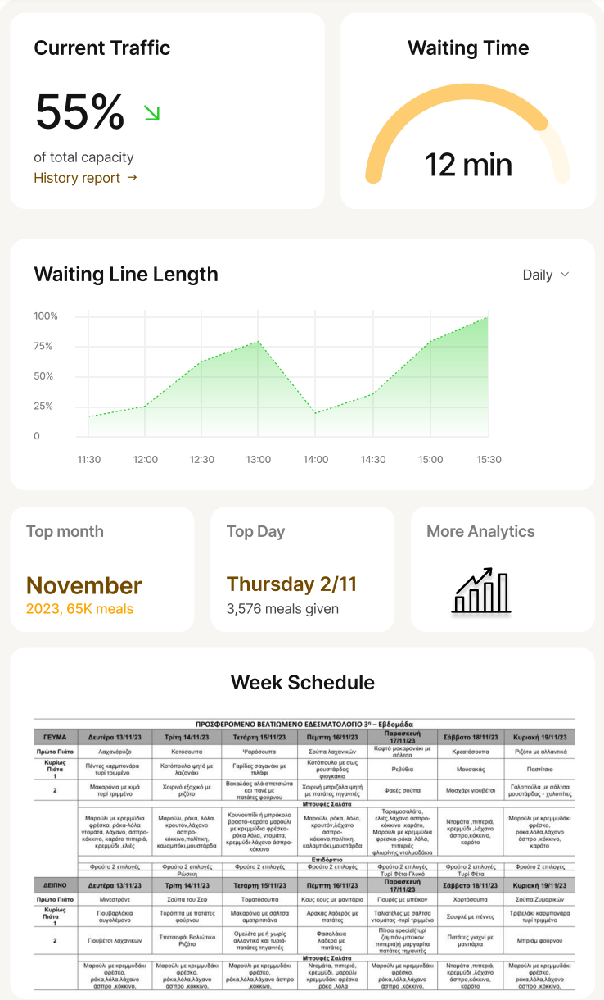 Current Traffic
Waiting Time
55%
of total capacity
History report →
12 min
Waiting Line Length
Daily
100%
75%
50%
25%
0
11:30 12:00 12:30 13:00 14:00 14:30 15:00 15:30
Top month
November
2023, 65K meals
Top Day
Thursday 2/11
3,576 meals given
More Analytics
Week Schedule
ΠΡΟΣΦΕΡΟΜΕΝΟ ΒΕΛΤΙΩΜΕΝΟ ΕΔΕΣΜΑΤΟΛΟΓΙΟ 3η – Εβδομάδα
ΓΕΥΜΑ Δευτέρα 13/11/23 Τρίτη 14/11/23 Τετάρτη 15/11/23 Πέμπτη 16/11/23 Παρασκευή 17/11/23 Σάββατο 18/11/23 Κυριακή 19/11/23
Πρώτο Πιάτο Λαχανόρυζο Κοτόσουπα Ψαρόσουπα Σούπα λαχανικών Κοφτό μακαρονάκι με σάλτσα Κρεατόσουπα Ριζότο με αλλαντικά
Κυρίως Πιάτα 1 Πέννες καρμπονάρα τυρί τριμμένο Κοτόπουλο ψητό με λαζανάκι Γαρίδες σαγανάκι με πιλάφι Κοτόπουλο με σως μουστάρδας φιογκάκια Ρεβύθια Μουσακάς Παστίτσιο
2 Μακαρόνια με κιμά τυρί τριμμένο Χοιρινό εξοχικό με ριζότο Βακαλάος αλά σπετσιώτα και πανέ με πατάτες φούρνου Χοιρινή μπριζόλα ψητή με πατάτες τηγανιτές Φακές σούπα Μοσχάρι γιουβέτσι Γαλοπούλα με σάλτσα μουστάρδας - χυλοπίτες
Μπουφές Σαλάτα
Μαρούλι με κρεμμύδια φρέσκα, ρόκα-λόλα ντομάτα, λάχανο, άσπρο-κόκκινο, καρότο πιπεριά, κρεμμύδι ,ελιές Μαρούλι, ρόκα, λόλα, κρουτόν,λάχανο άσπρο-κόκκινο,πολίτικη, καλαμπόκι,μουστάρδα Κουνουπίδι ή μπρόκολο βραστό-καρότο μαρούλι με κρεμμύδια φρέσκα-ρόκα λόλα, ντομάτα, κρεμμύδι-λάχανο άσπρο-κόκκινο Μαρούλι, ρόκα, λόλα, κρουτόν,λάχανο άσπρο-κόκκινο,πολίτικη, καλαμπόκι,μουστάρδα Ταραμοσαλάτα, ελιές,λάχανο άσπρο-κόκκινο ,καρότο, Μαρούλι με κρεμμύδια φρέσκα-ρόκα, λόλα, πιπεριές φλωρίνης,ντολμαδάκια Ντομάτα ,πιπεριά, κρεμμύδι ,λάχανο άσπρο,κόκκινο, καρότο Μαρούλι με κρεμμυδάκι φρέσκο, ρόκα,λόλα,λάχανο άσπρο ,κόκκινο, καρότο
Επιδόρπιο
Φρούτο 2 επιλογές Φρούτο 2 επιλογές Φρούτο 2 επιλογές Φρούτο 2 επιλογές Φρούτο 2 επιλογές Φρούτο 2 επιλογές Φρούτο 2 επιλογές
Ρώσικη Τυρί Φέτα-Γλυκό Τυρί Φέτα
ΔΕΙΠΝΟ Δευτέρα 13/11/23 Τρίτη 14/11/23 Τετάρτη 15/11/23 Πέμπτη 16/11/23 Παρασκευή 17/11/23 Σάββατο 18/11/23 Κυριακή 19/11/23
Πρώτο Πιάτο Μινεστρόνε Σούπα του Σεφ Τοματόσουπα Κους κους με μανιτάρια Πουρές με μπέικον Χορτόσουπα Σούπα Ζυμαρικών
Κυρίως Πιάτα 1 Γιουβαρλάκια αυγολέμονο Τυρόπιτα με πατάτες φούρνου Μακαρόνια με σάλτσα αματριτσιάνα Αρακάς λαδερός με πατάτες Ταλιατέλες με σάλτσα ντομάτας -τυρί τριμμένο Σουφλέ με πέννες Τριβελάκι καρμπονάρα τυρί τριμμένο
2 Γιουβέτσι λαχανικών Σπετσοφάι Βολιώτικο Ριζότο Ομελέτα με ή χωρίς αλλαντικά και τυριά- πατάτες τηγανιτές Φασολάκια λαδερά με πατάτες Πίτσα special(τυρί ζαμπόν-μπέικον πιπεριά)ή μαργαρίτα πατάτες τηγανιτές Πατάτες γιαχνί με μανιτάρια Μπριάμ φούρνου
Μπουφές Σαλάτα
Μαρούλι με κρεμμυδάκι φρέσκο, ρόκα,λόλα,λάχανο άσπρο ,κόκκινο, Μαρούλι με κρεμμυδάκι φρέσκο, ρόκα,λόλα,λάχανο άσπρο ,κόκκινο, Μαρούλι με κρεμμυδάκι φρέσκο, ρόκα,λόλα,λάχανο άσπρο ,κόκκινο, Ντομάτα, πιπεριά, κρεμμύδι, μαρούλι κρεμμυδάκι φρέσκο ,ρόκα ,λόλα Μαρούλι με κρεμμυδάκι φρέσκο, ρόκα,λόλα,λάχανο άσπρο ,κόκκινο, Ντομάτα ,πιπεριά, κρεμμύδι ,λάχανο άσπρο,κόκκινο, καρότο Μαρούλι με κρεμμυδάκι φρέσκο, ρόκα,λόλα,λάχανο άσπρο ,κόκκινο,